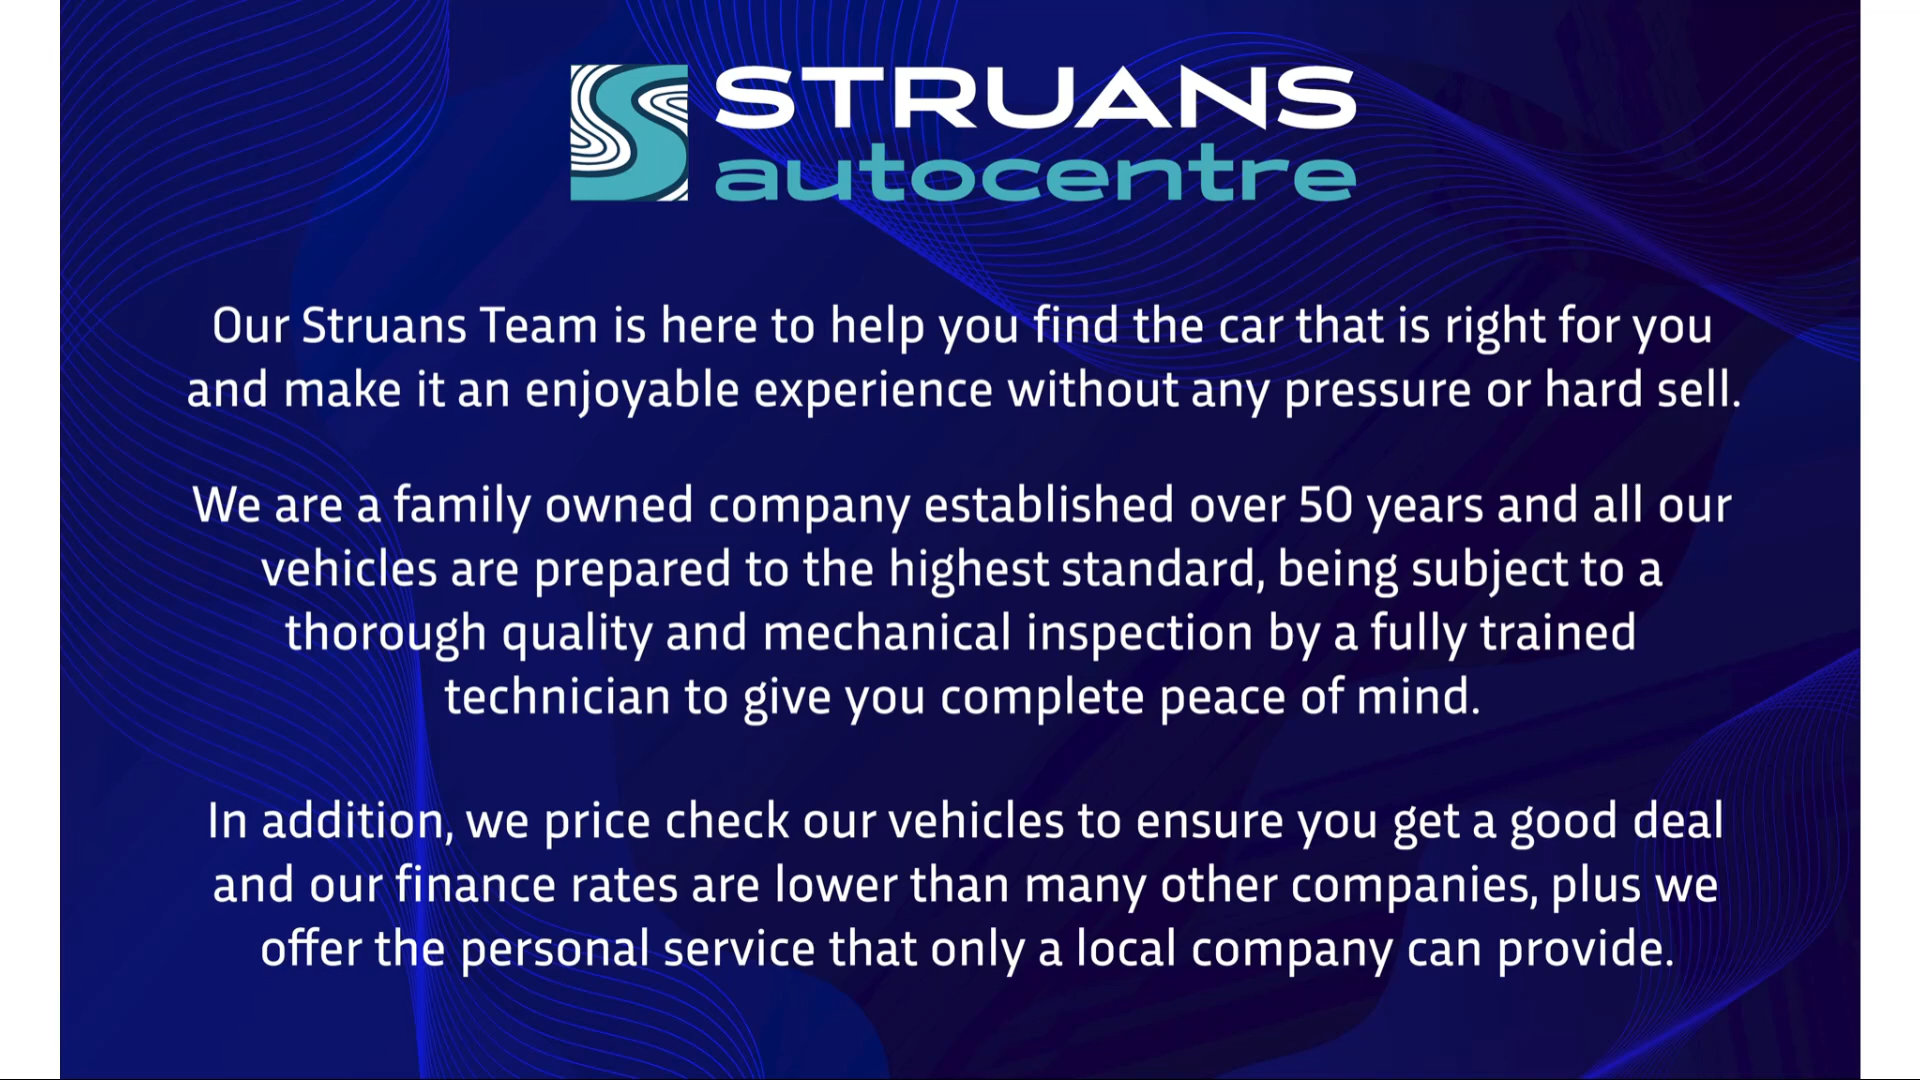 STRUANS
autocentre
Our Struans Team is here to help you find the car that is right for you
and make it an enjoyable experience without any pressure or hard sell.
We are a family owned company established over 50 years and all our
vehicles are prepared to the highest standard, being subject to a
thorough quality and mechanical inspection by a fully trained
technician to give you complete peace of mind.
In addition, we price check our vehicles to ensure you get a good deal
and our finance rates are lower than many other companies, plus we
offer the personal service that only a local company can provide.